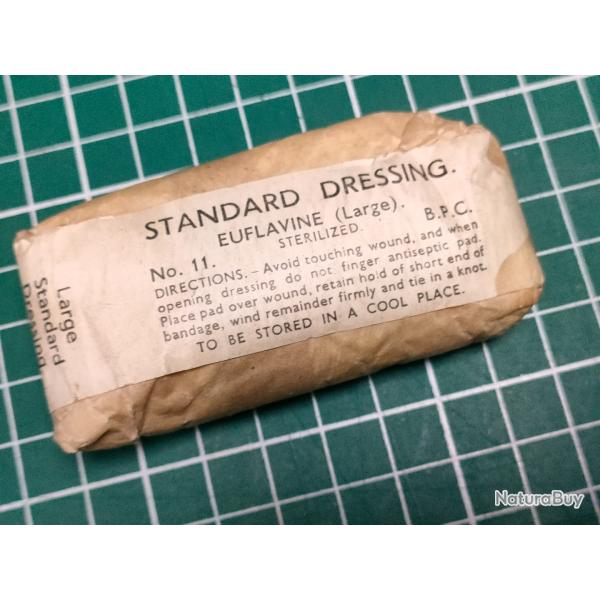 STANDARD DRESSING.
EUFLAVINE (Large).
STERILIZED.
No. 11.
B.P.C.
DIRECTIONS.–Avoid touching wound, and when
opening dressing do not finger antiseptic pad.
Place pad over wound, retain hold of short end of
bandage, wind remainder firmly and tie in a knot.
TO BE STORED IN A COOL PLACE.
Large
Standard
Dressing
NaturaBuy